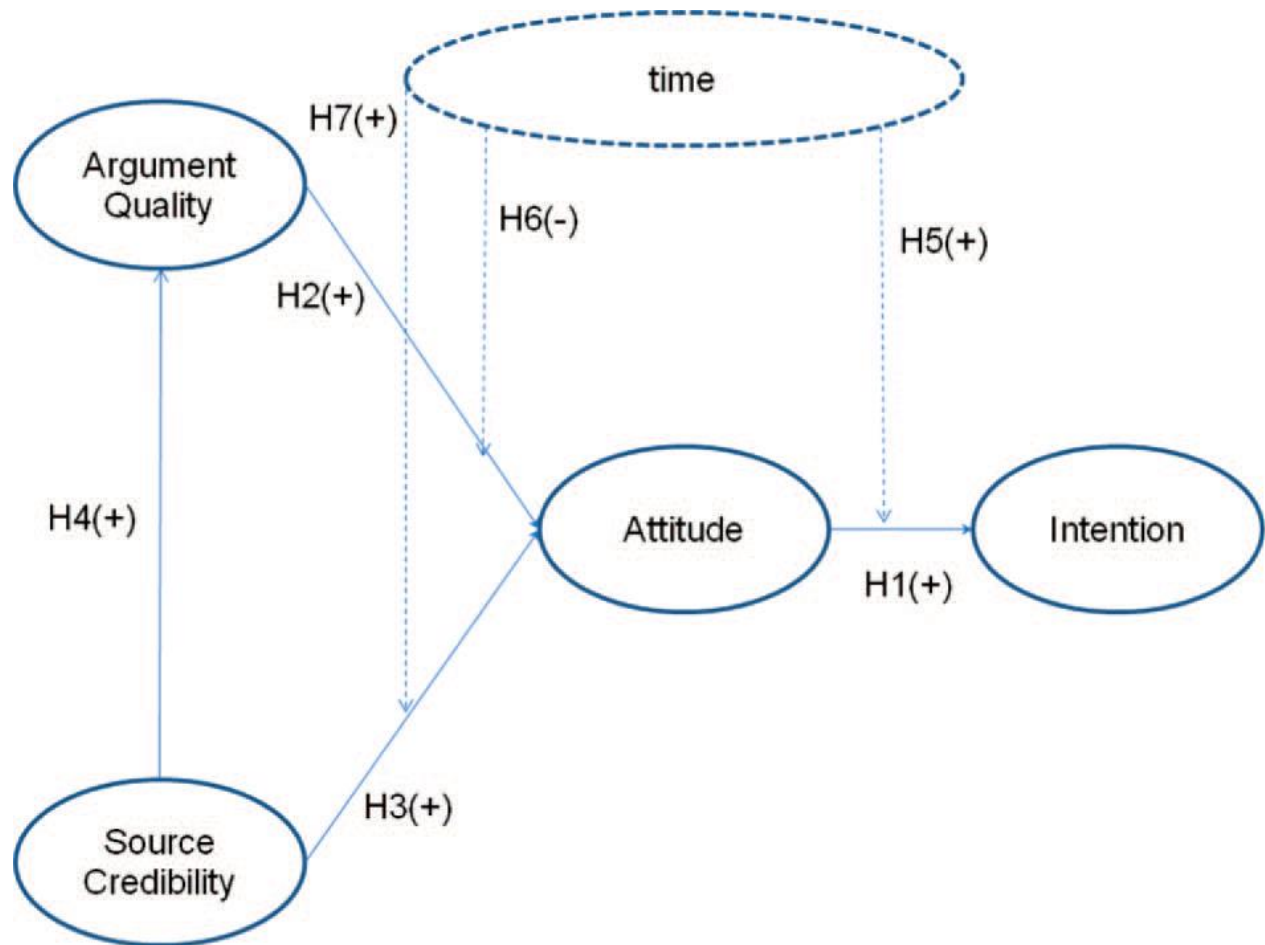 time
H7(+)
Argument
Quality
H6(-)
H5(+)
H2(+)
H4(+)
Attitude
Intention
H1(+)
H3(+)
Source
Credibility